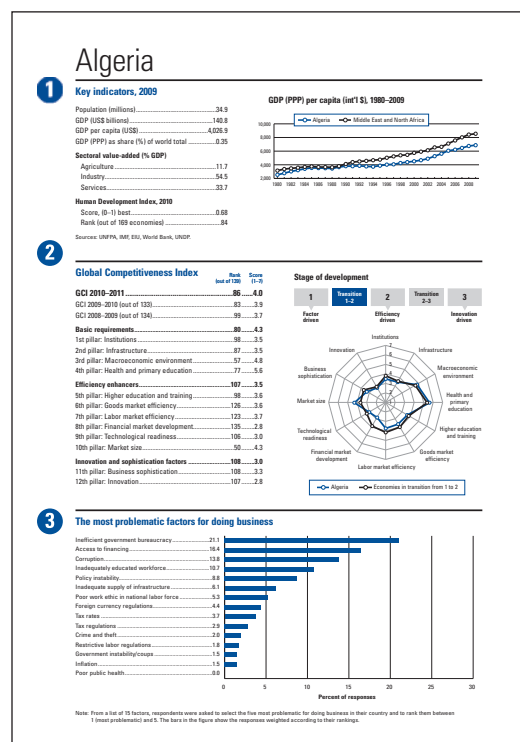 Algeria
1
Key indicators, 2009
Population (millions)...34.9
GDP (US$ billions)...140.8
GDP per capita (US$)...4,026.9
GDP (PPP) as share (%) of world total...0.35
Sectoral value-added (% GDP)
Agriculture...11.7
Industry...54.5
Services...33.7
Human Development Index, 2010
Score, (0–1) best...0.68
Rank (out of 169 economies)...84
Sources: UNFPA, IMF, EIU, World Bank, UNDP.
GDP (PPP) per capita (int'l $), 1980–2009
Algeria Middle East and North Africa
10,000
8,000
6,000
4,000
2,000
1980 1982 1984 1986 1988 1990 1992 1994 1996 1998 2000 2002 2004 2006 2008
2
Global Competitiveness Index
Rank (out of 139) Score (1–7)
GCI 2010–2011...86...4.0
GCI 2009–2010 (out of 133)...83...3.9
GCI 2008–2009 (out of 134)...99...3.7
Basic requirements...80...4.3
1st pillar: Institutions...98...3.5
2nd pillar: Infrastructure...87...3.5
3rd pillar: Macroeconomic environment...57...4.8
4th pillar: Health and primary education...77...5.6
Efficiency enhancers...107...3.5
5th pillar: Higher education and training...98...3.6
6th pillar: Goods market efficiency...126...3.6
7th pillar: Labor market efficiency...123...3.7
8th pillar: Financial market development...135...2.8
9th pillar: Technological readiness...106...3.0
10th pillar: Market size...50...4.3
Innovation and sophistication factors...108...3.0
11th pillar: Business sophistication...108...3.3
12th pillar: Innovation...107...2.8
Stage of development
1 Transition 1–2 2 Transition 2–3 3
Factor driven Efficiency driven Innovation driven
Institutions
Infrastructure
Macroeconomic environment
Health and primary education
Higher education and training
Goods market efficiency
Labor market efficiency
Financial market development
Technological readiness
Market size
Business sophistication
Innovation
7
6
5
4
Algeria Economies in transition from 1 to 2
3
The most problematic factors for doing business
Inefficient government bureaucracy...21.1
Access to financing...16.4
Corruption...13.8
Inadequately educated workforce...10.7
Policy instability...8.8
Inadequate supply of infrastructure...6.1
Poor work ethic in national labor force...5.3
Foreign currency regulations...4.4
Tax rates...3.7
Tax regulations...2.9
Crime and theft...2.0
Restrictive labor regulations...1.8
Government instability/coups...1.5
Inflation...1.5
Poor public health...0.0
0 5 10 15 20 25 30
Percent of responses
Note: From a list of 15 factors, respondents were asked to select the five most problematic for doing business in their country and to rank them between
1 (most problematic) and 5. The bars in the figure show the responses weighted according to their rankings.